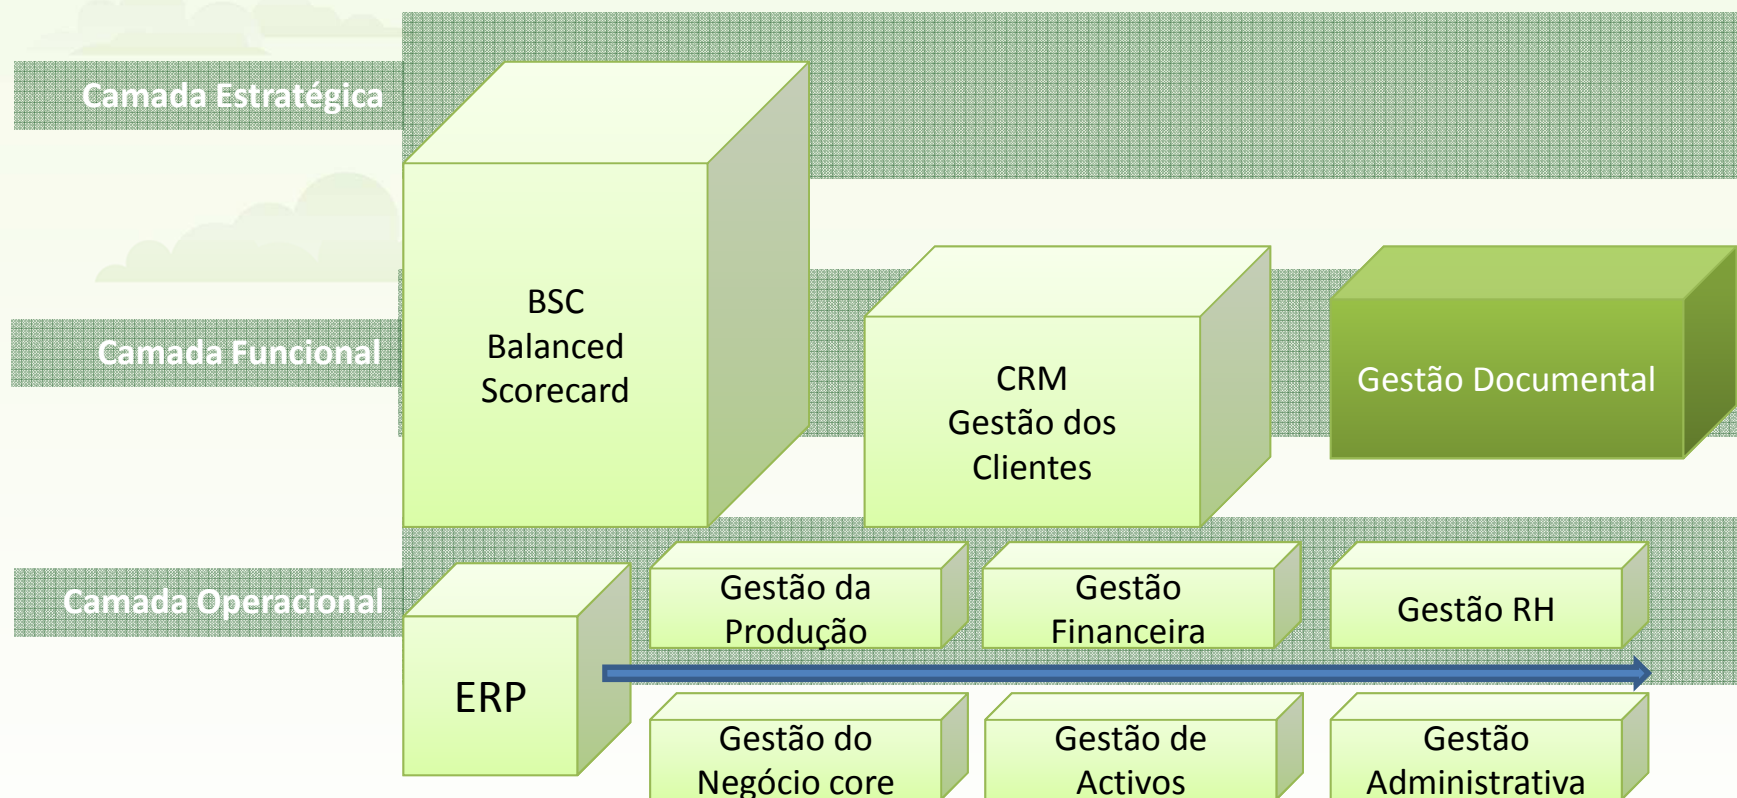 Camada Estratégica
BSC
Balanced
Scorecard
Camada Funcional
CRM
Gestão dos
Clientes
Gestão Documental
Camada Operacional
ERP
Gestão da
Produção
Gestão
Financeira
Gestão RH
Gestão do
Negócio core
Gestão de
Activos
Gestão
Administrativa